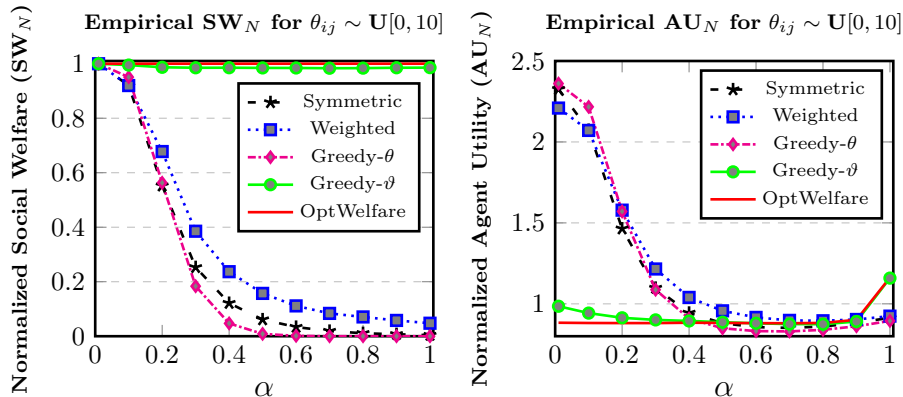 Empirical SW_N for θ_ij ∼ U[0, 10]
Normalized Social Welfare (SW_N)
1
0.8
0.6
0.4
0.2
0
0
0.2
0.4
0.6
0.8
1
α
Symmetric
Weighted
Greedy-θ
Greedy-ϑ
OptWelfare
Empirical AU_N for θ_ij ∼ U[0, 10]
Normalized Agent Utility (AU_N)
2.5
2
1.5
1
0
0.2
0.4
0.6
0.8
1
α
Symmetric
Weighted
Greedy-θ
Greedy-ϑ
OptWelfare